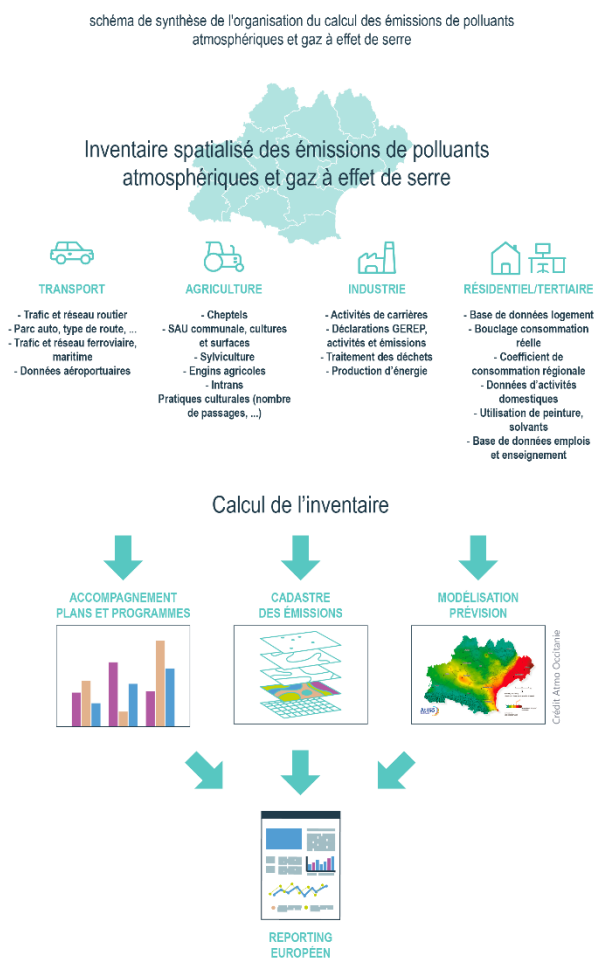 schéma de synthèse de l'organisation du calcul des émissions de polluants
atmosphériques et gaz à effet de serre
Inventaire spatialisé des émissions de polluants
atmosphériques et gaz à effet de serre
TRANSPORT
- Trafic et réseau routier
- Parc auto, type de route, ...
- Trafic et réseau ferroviaire,
maritime
- Données aéroportuaires
AGRICULTURE
- Cheptels
- SAU communale, cultures
et surfaces
- Sylviculture
- Engins agricoles
- Intrans
Pratiques culturales (nombre
de passages, ...)
INDUSTRIE
- Activités de carrières
- Déclarations GEREP,
activités et émissions
- Traitement des déchets
- Production d'énergie
RÉSIDENTIEL/TERTIAIRE
- Base de données logement
- Bouclage consommation
réelle
- Coefficient de
consommation régionale
- Données d'activités
domestiques
- Utilisation de peinture,
solvants
- Base de données emplois
et enseignement
Calcul de l'inventaire
ACCOMPAGNEMENT
PLANS ET PROGRAMMES
CADASTRE
DES ÉMISSIONS
MODÉLISATION
PRÉVISION
Crédit Atmo Occitanie
REPORTING
EUROPÉEN